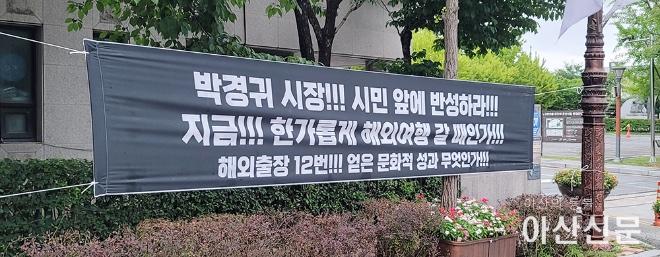 박경귀 시장!!! 시민 앞에 반성하라!!!
지금!!! 한가롭게 해외여행 갈 때인가!!!
해외출장 12번!!! 얻은 문화적 성과 무엇인가!!!
아산신문